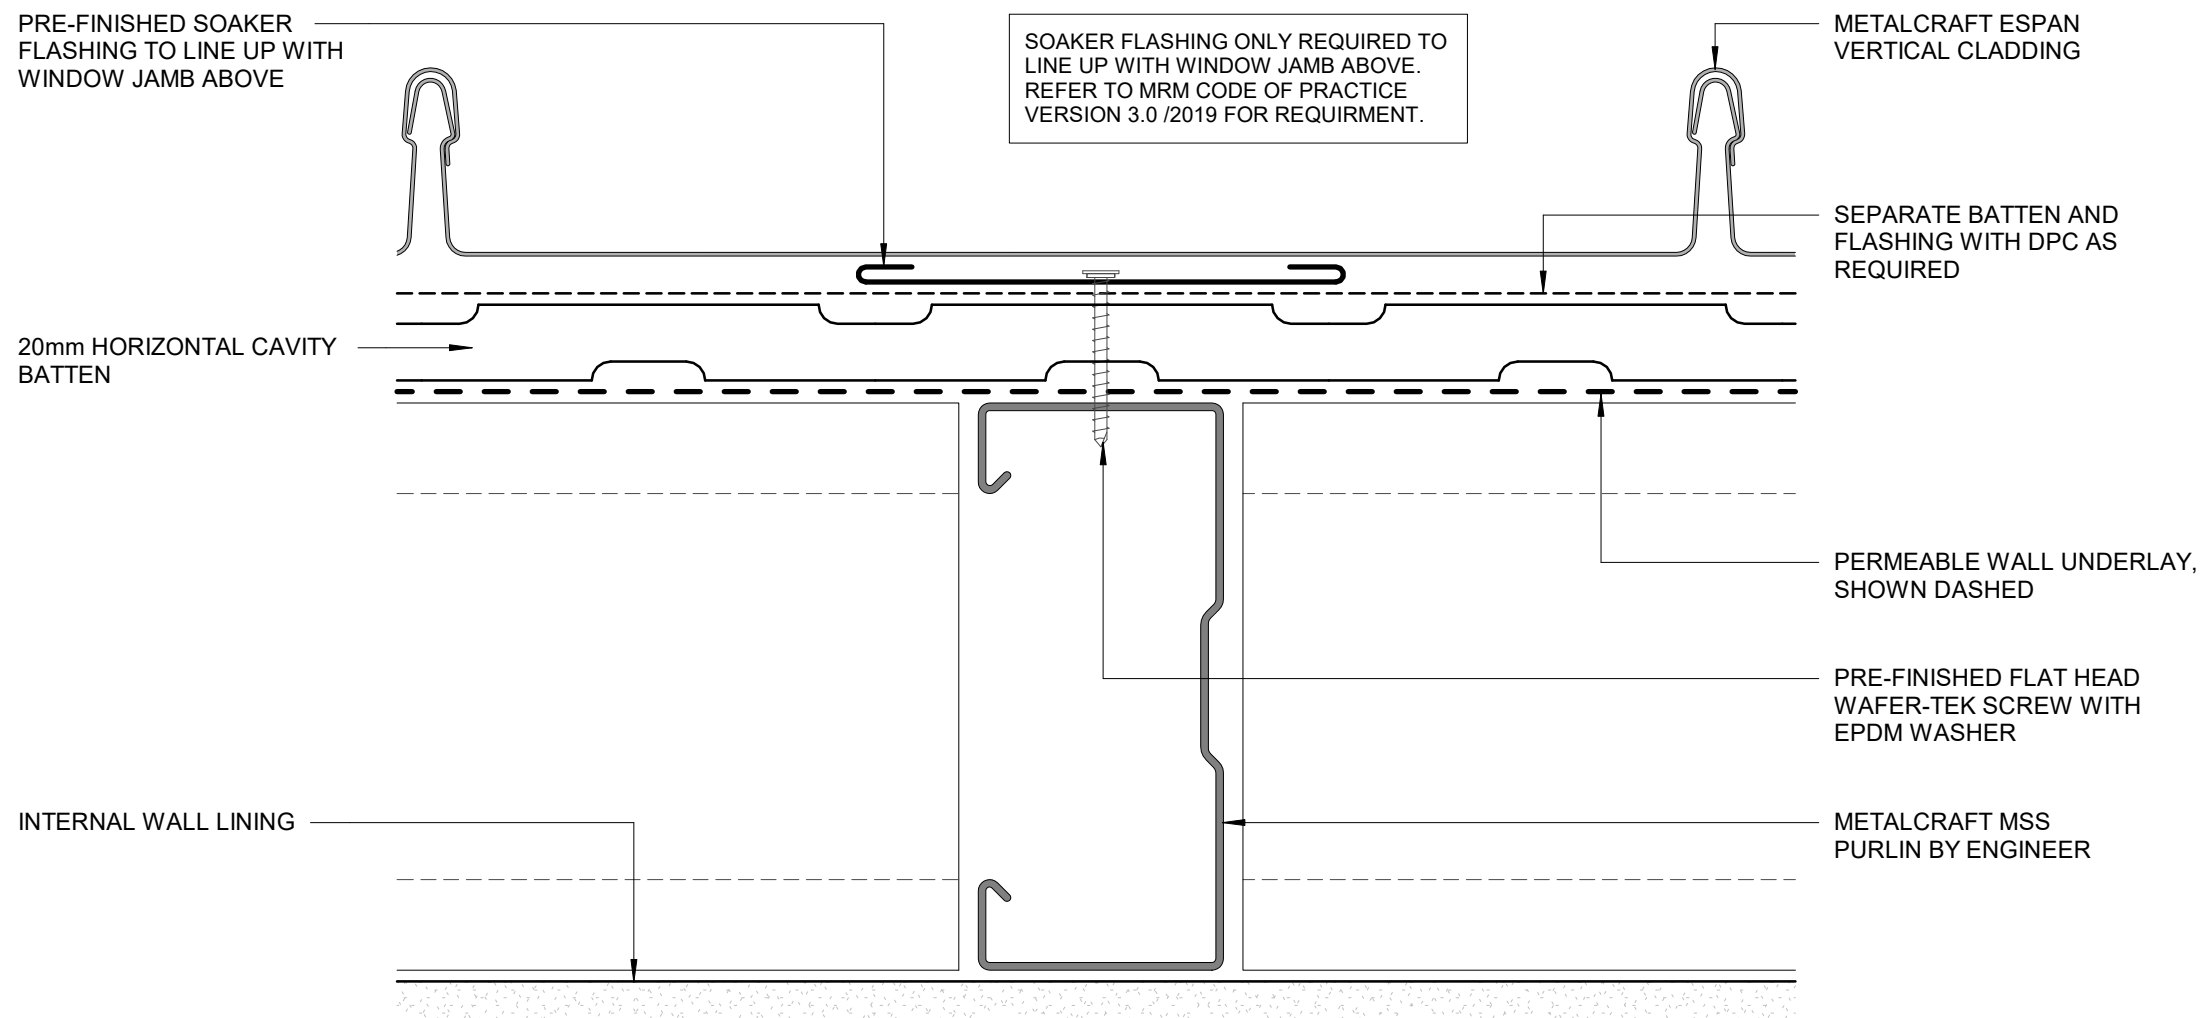 PRE-FINISHED SOAKER
FLASHING TO LINE UP WITH
WINDOW JAMB ABOVE
SOAKER FLASHING ONLY REQUIRED TO
LINE UP WITH WINDOW JAMB ABOVE.
REFER TO MRM CODE OF PRACTICE
VERSION 3.0 /2019 FOR REQUIRMENT.
METALCRAFT ESPAN
VERTICAL CLADDING
SEPARATE BATTEN AND
FLASHING WITH DPC AS
REQUIRED
20mm HORIZONTAL CAVITY
BATTEN
PERMEABLE WALL UNDERLAY,
SHOWN DASHED
PRE-FINISHED FLAT HEAD
WAFER-TEK SCREW WITH
EPDM WASHER
INTERNAL WALL LINING
METALCRAFT MSS
PURLIN BY ENGINEER